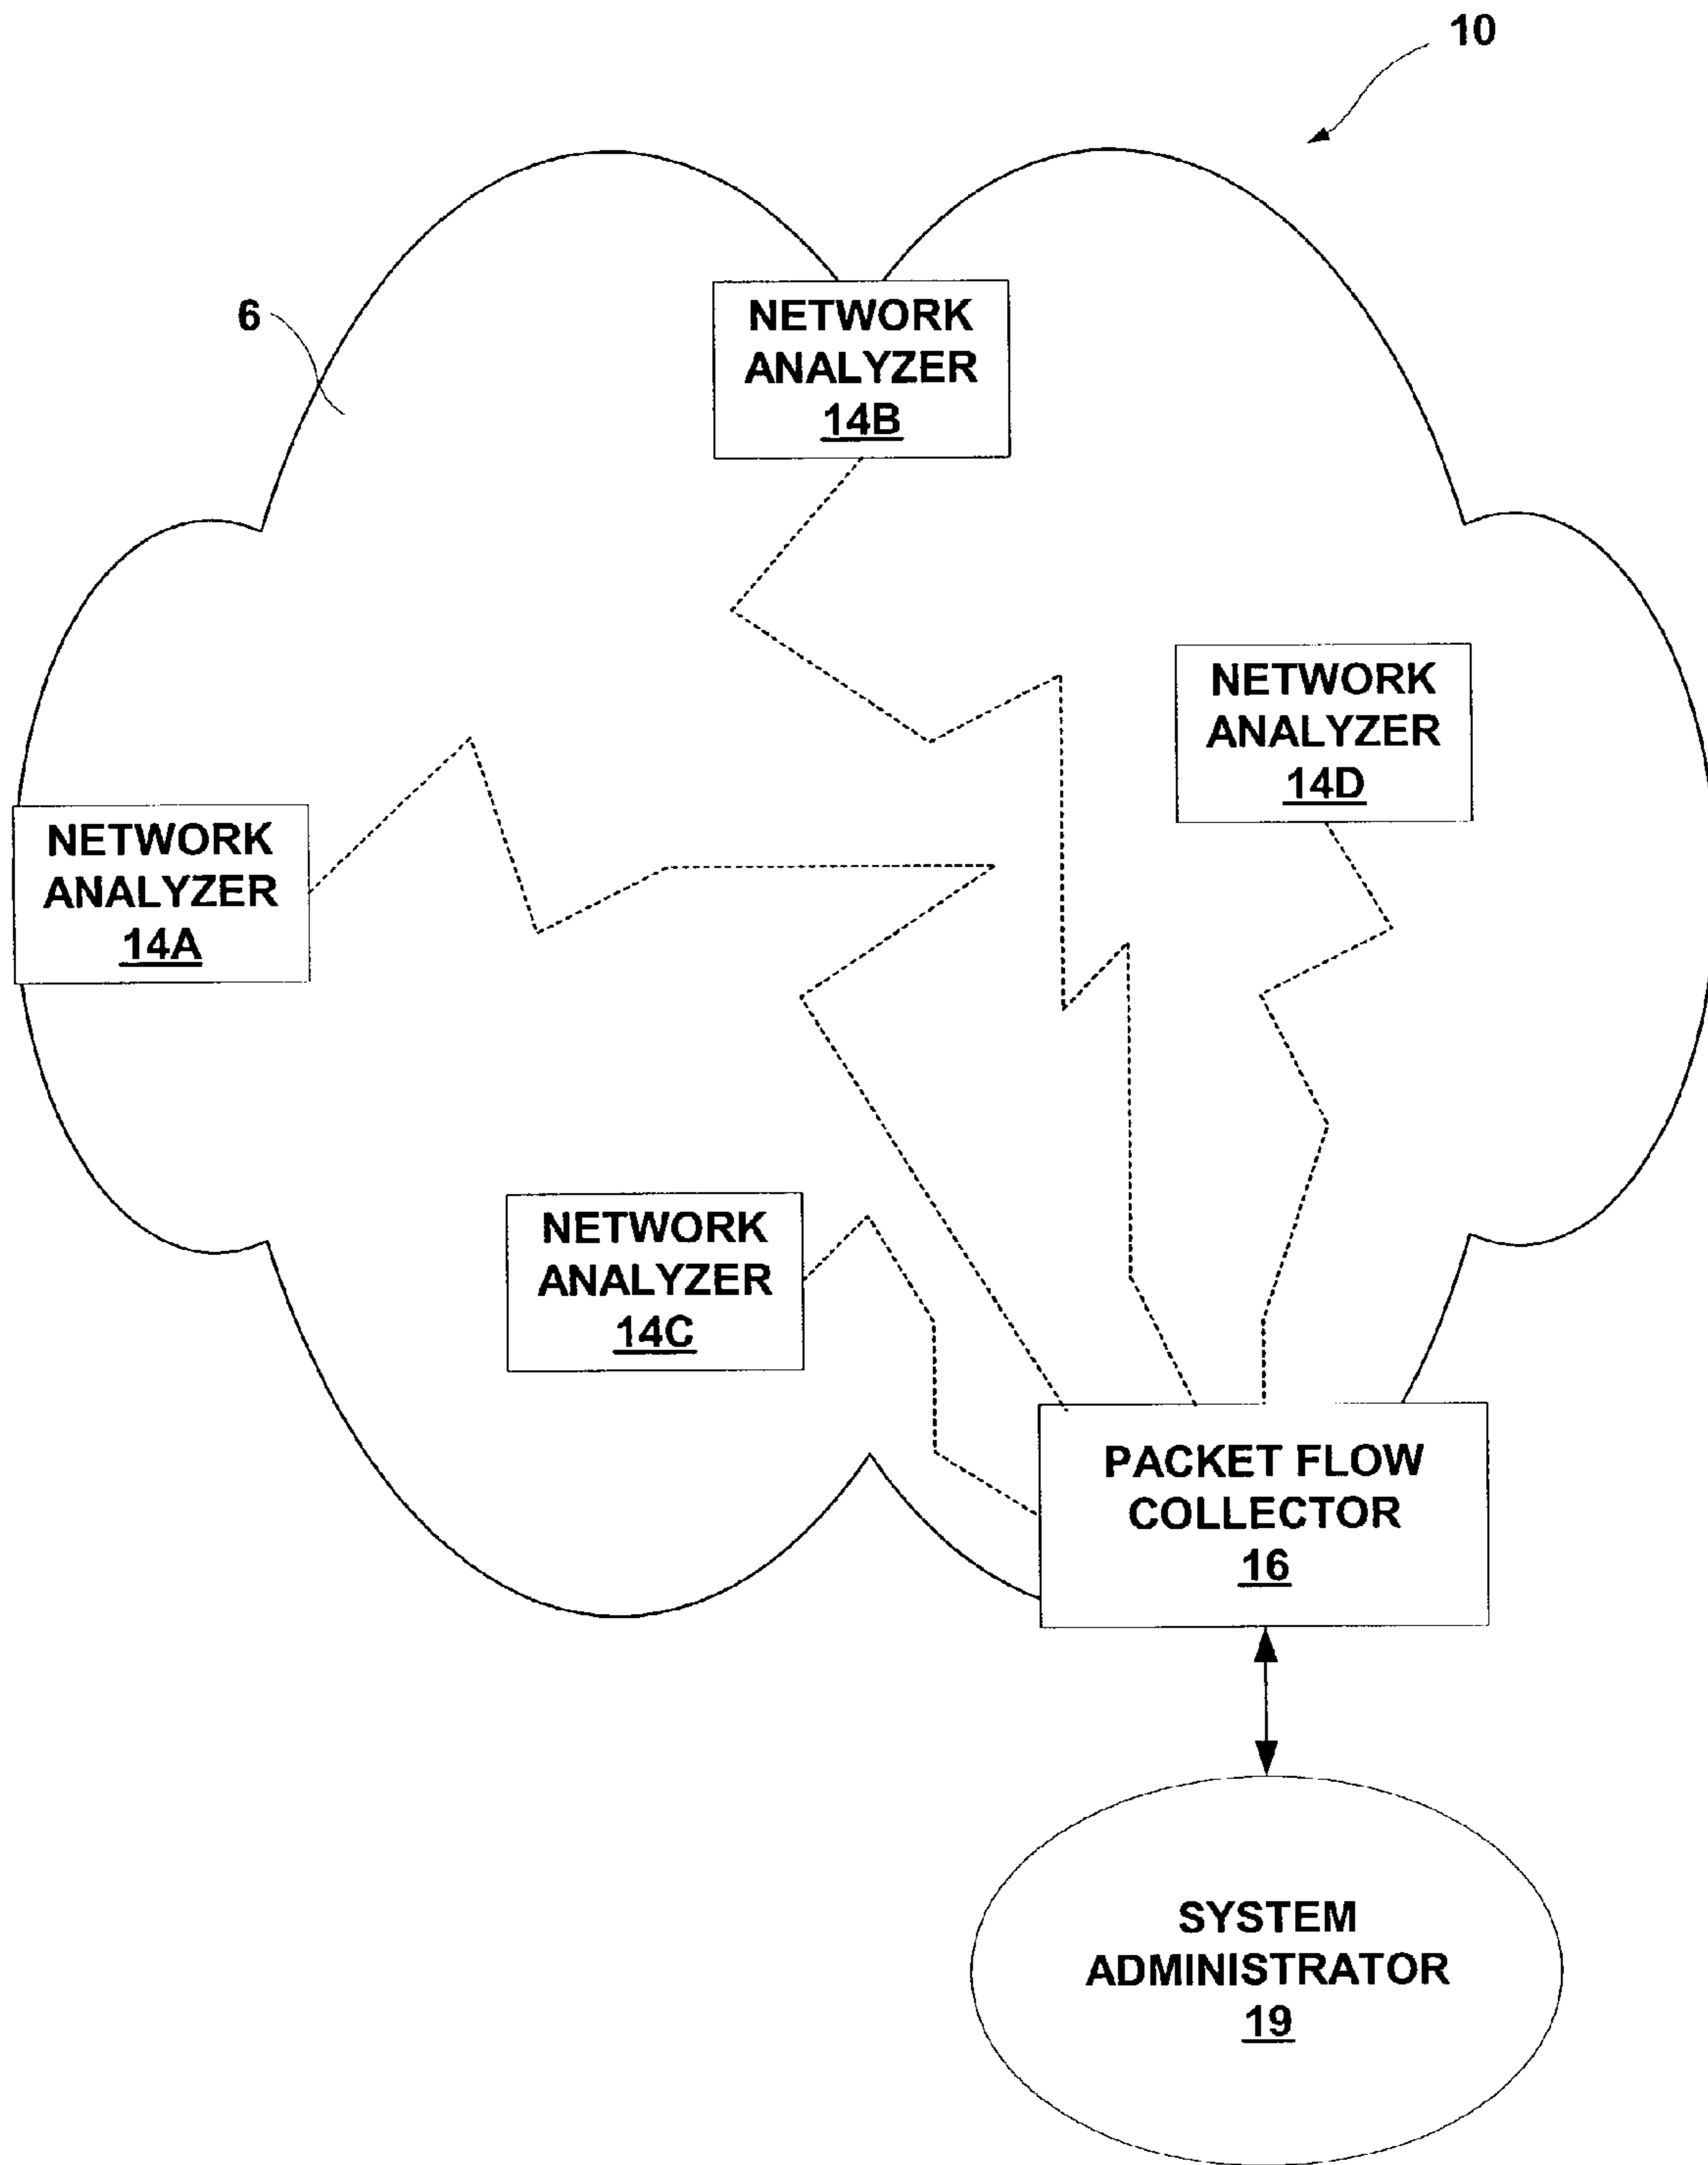 10
6
NETWORK
ANALYZER
14B
NETWORK
ANALYZER
14D
NETWORK
ANALYZER
14A
NETWORK
ANALYZER
14C
PACKET FLOW
COLLECTOR
16
SYSTEM
ADMINISTRATOR
19